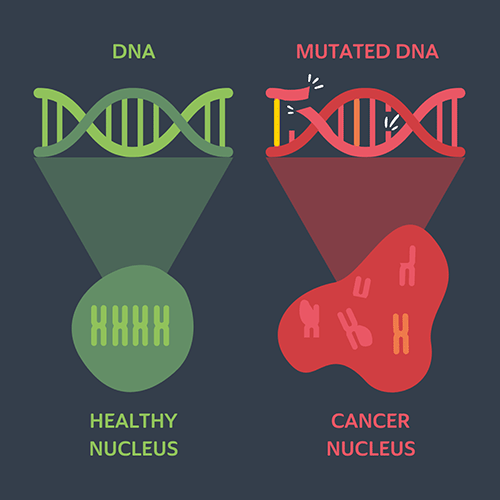 DNA
MUTATED DNA
HEALTHY
NUCLEUS
CANCER
NUCLEUS